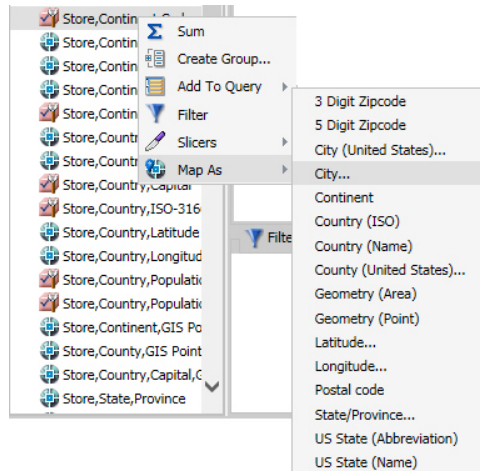 Store,Continent,Code
Store,Contin
Store,Contin
Store,Contin
Store,Contin
Store,Countr
Store,Countr
Store,Country,Capital
Store,Country,ISO-316
Store,Country,Latitude
Store,Country,Longitud
Store,Country,Populatio
Store,Country,Populatio
Store,Continent,GIS Po
Store,County,GIS Point
Store,Country,Capital,G
Store,State,Province
Sum
Create Group...
Add To Query
Filter
Slicers
Map As
Filte
3 Digit Zipcode
5 Digit Zipcode
City (United States)...
City...
Continent
Country (ISO)
Country (Name)
County (United States)...
Geometry (Area)
Geometry (Point)
Latitude...
Longitude...
Postal code
State/Province...
US State (Abbreviation)
US State (Name)